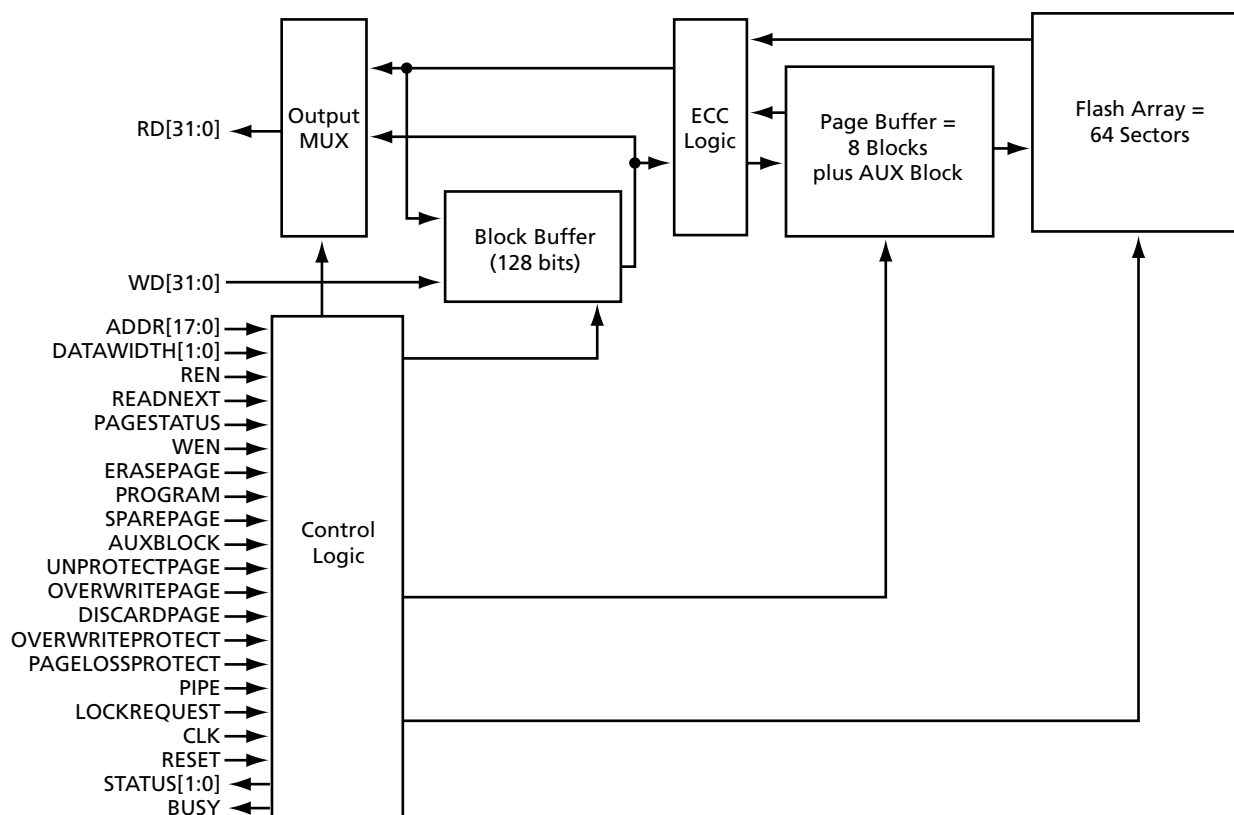 Output
MUX
ECC
Logic
Page Buffer =
8 Blocks
plus AUX Block
Flash Array =
64 Sectors
RD[31:0]
Block Buffer
(128 bits)
WD[31:0]
ADDR[17:0]
DATAWIDTH[1:0]
REN
READNEXT
PAGESTATUS
WEN
ERASEPAGE
PROGRAM
SPAREPAGE
AUXBLOCK
UNPROTECTPAGE
OVERWRITEPAGE
DISCARDPAGE
OVERWRITEPROTECT
PAGELOSSPROTECT
PIPE
LOCKREQUEST
CLK
RESET
STATUS[1:0]
BUSY
Control
Logic